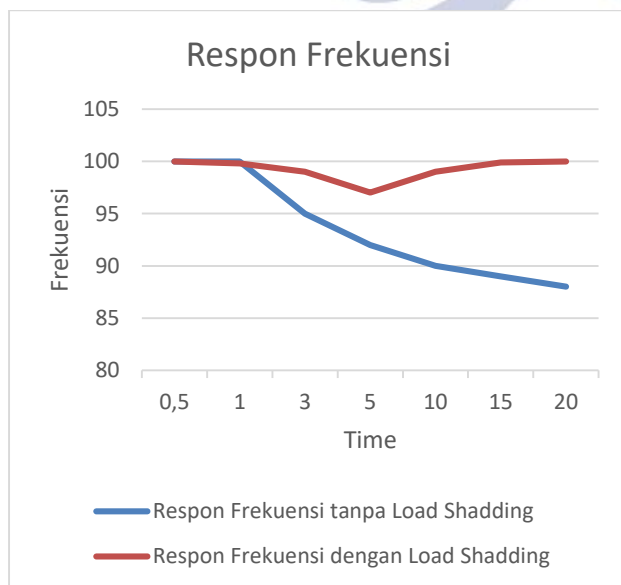 Respon Frekuensi
105
100
95
90
85
80
Frekuensi
0,5 1 3 5 10 15 20
Time
Respon Frekuensi tanpa Load Shadding
Respon Frekuensi dengan Load Shadding